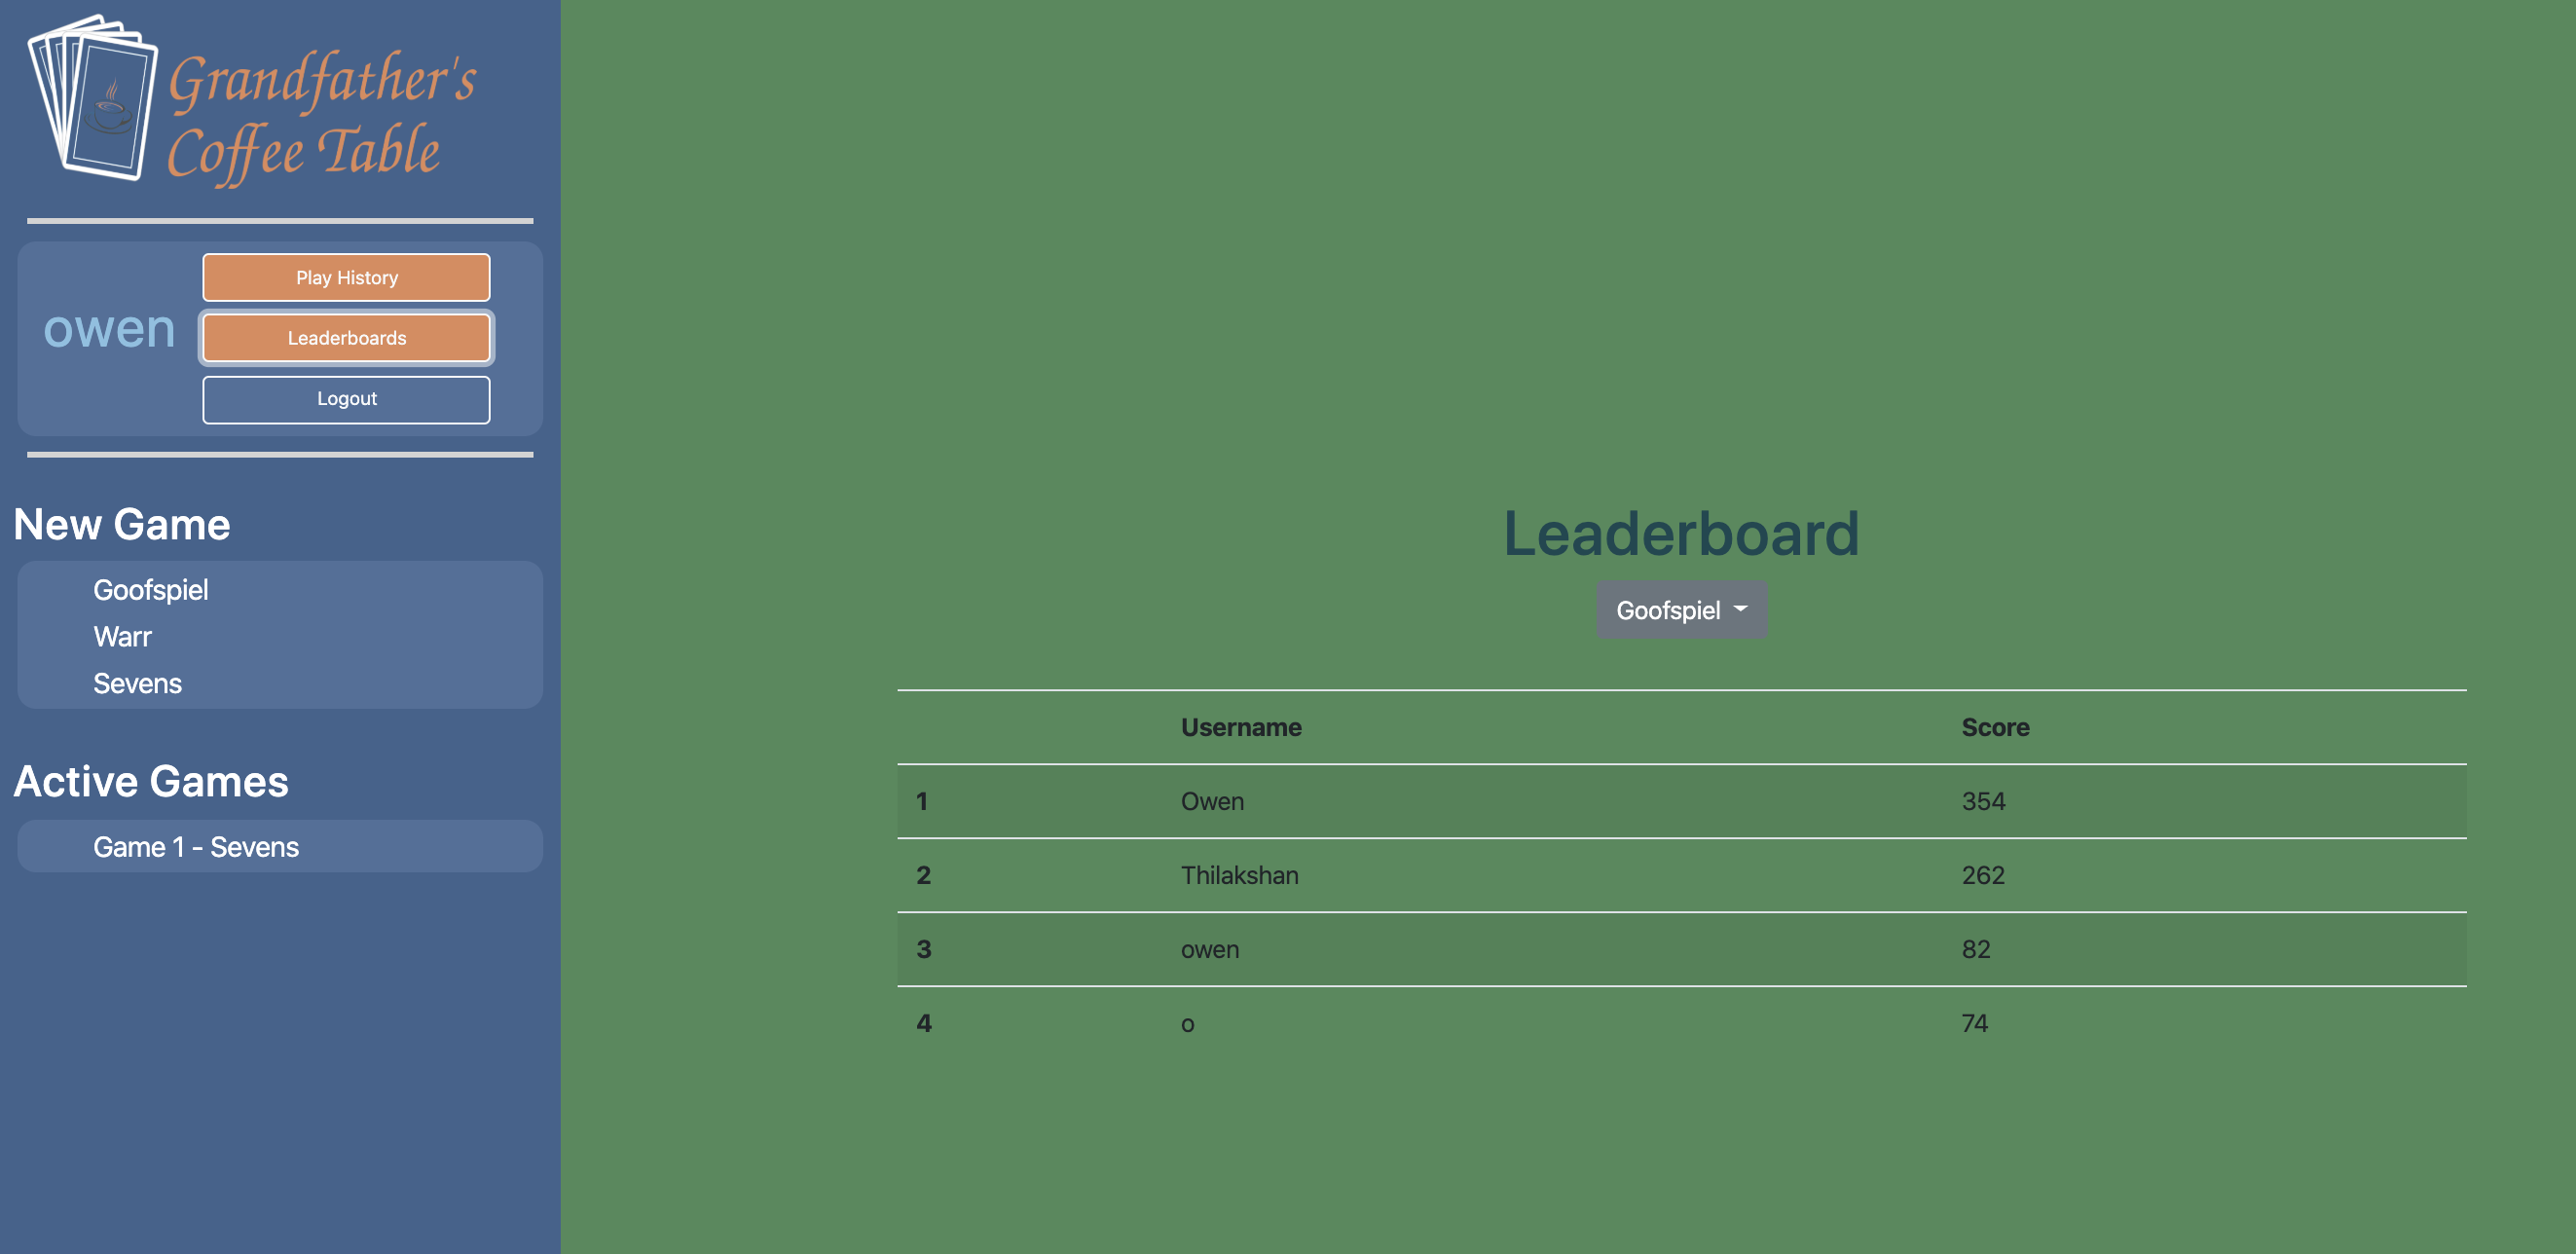 Grandfather's
Coffee Table
owen
Play History
Leaderboards
Logout
New Game
Goofspiel
Warr
Sevens
Active Games
Game 1 - Sevens
Leaderboard
Goofspiel
Username Score
1 Owen 354
2 Thilakshan 262
3 owen 82
4 o 74